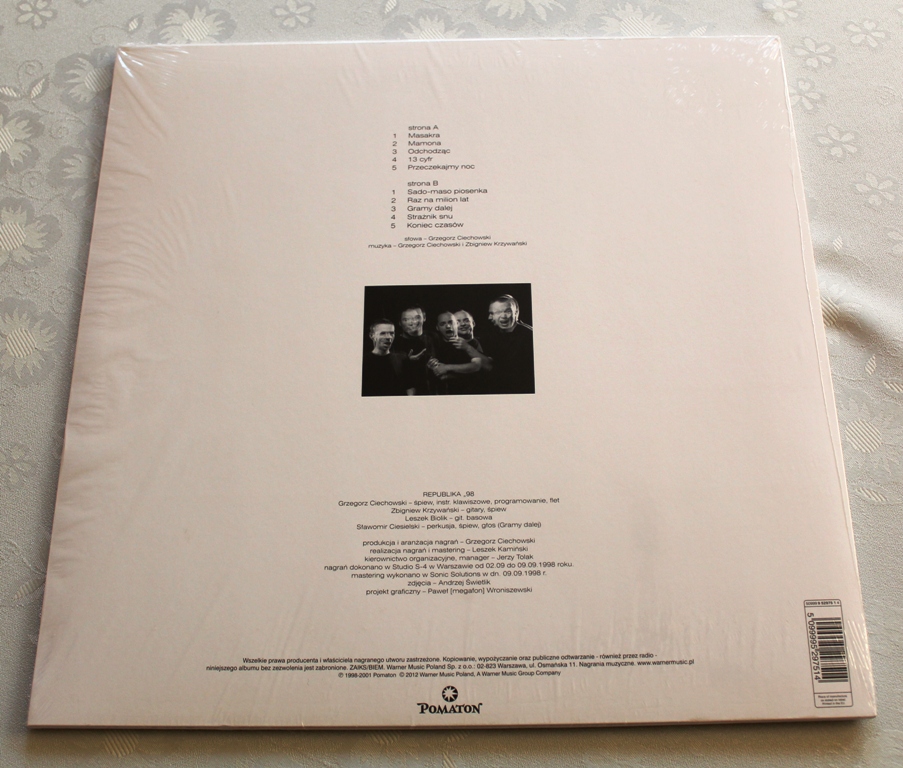 strona A
1 Masakra
2 Mamona
3 Odchodząc
4 13 cyfr
5 Przeczekajmy noc
strona B
1 Sado-maso piosenka
2 Raz na milion lat
3 Gramy dalej
4 Strażnik snu
5 Koniec czasów
słowa – Grzegorz Ciechowski
muzyka – Grzegorz Ciechowski i Zbigniew Krzywański
REPUBLIKA „98
Grzegorz Ciechowski – śpiew, instr. klawiszowe, programowanie, flet
Zbigniew Krzywański – gitary, śpiew
Leszek Biolik – git. basowa
Sławomir Ciesielski – perkusja, śpiew, głos (Gramy dalej)
produkcja i aranżacja nagrań – Grzegorz Ciechowski
realizacja nagrań i mastering – Leszek Kamiński
kierownictwo organizacyjne, manager – Jerzy Tolak
nagrań dokonano w Studio S-4 w Warszawie od 02.09 do 09.09.1998 roku.
mastering wykonano w Sonic Solutions w dn. 09.09.1998 r.
zdjęcia – Andrzej Świetlik
projekt graficzny – Paweł [megafon] Wroniszewski
Wszelkie prawa producenta i właściciela nagranego utworu zastrzeżone. Kopiowanie, wypożyczanie oraz publiczne odtwarzanie - również przez radio -
niniejszego albumu bez zezwolenia jest zabronione. ZAIKS/BIEM. Warner Music Poland Sp. z o.o.: 02-823 Warszawa, ul. Osmańska 11. Nagrania muzyczne. www.warnermusic.pl
℗ 1998-2001 Pomaton © 2012 Warner Music Poland, A Warner Music Group Company
POMATON
5 099995 297514